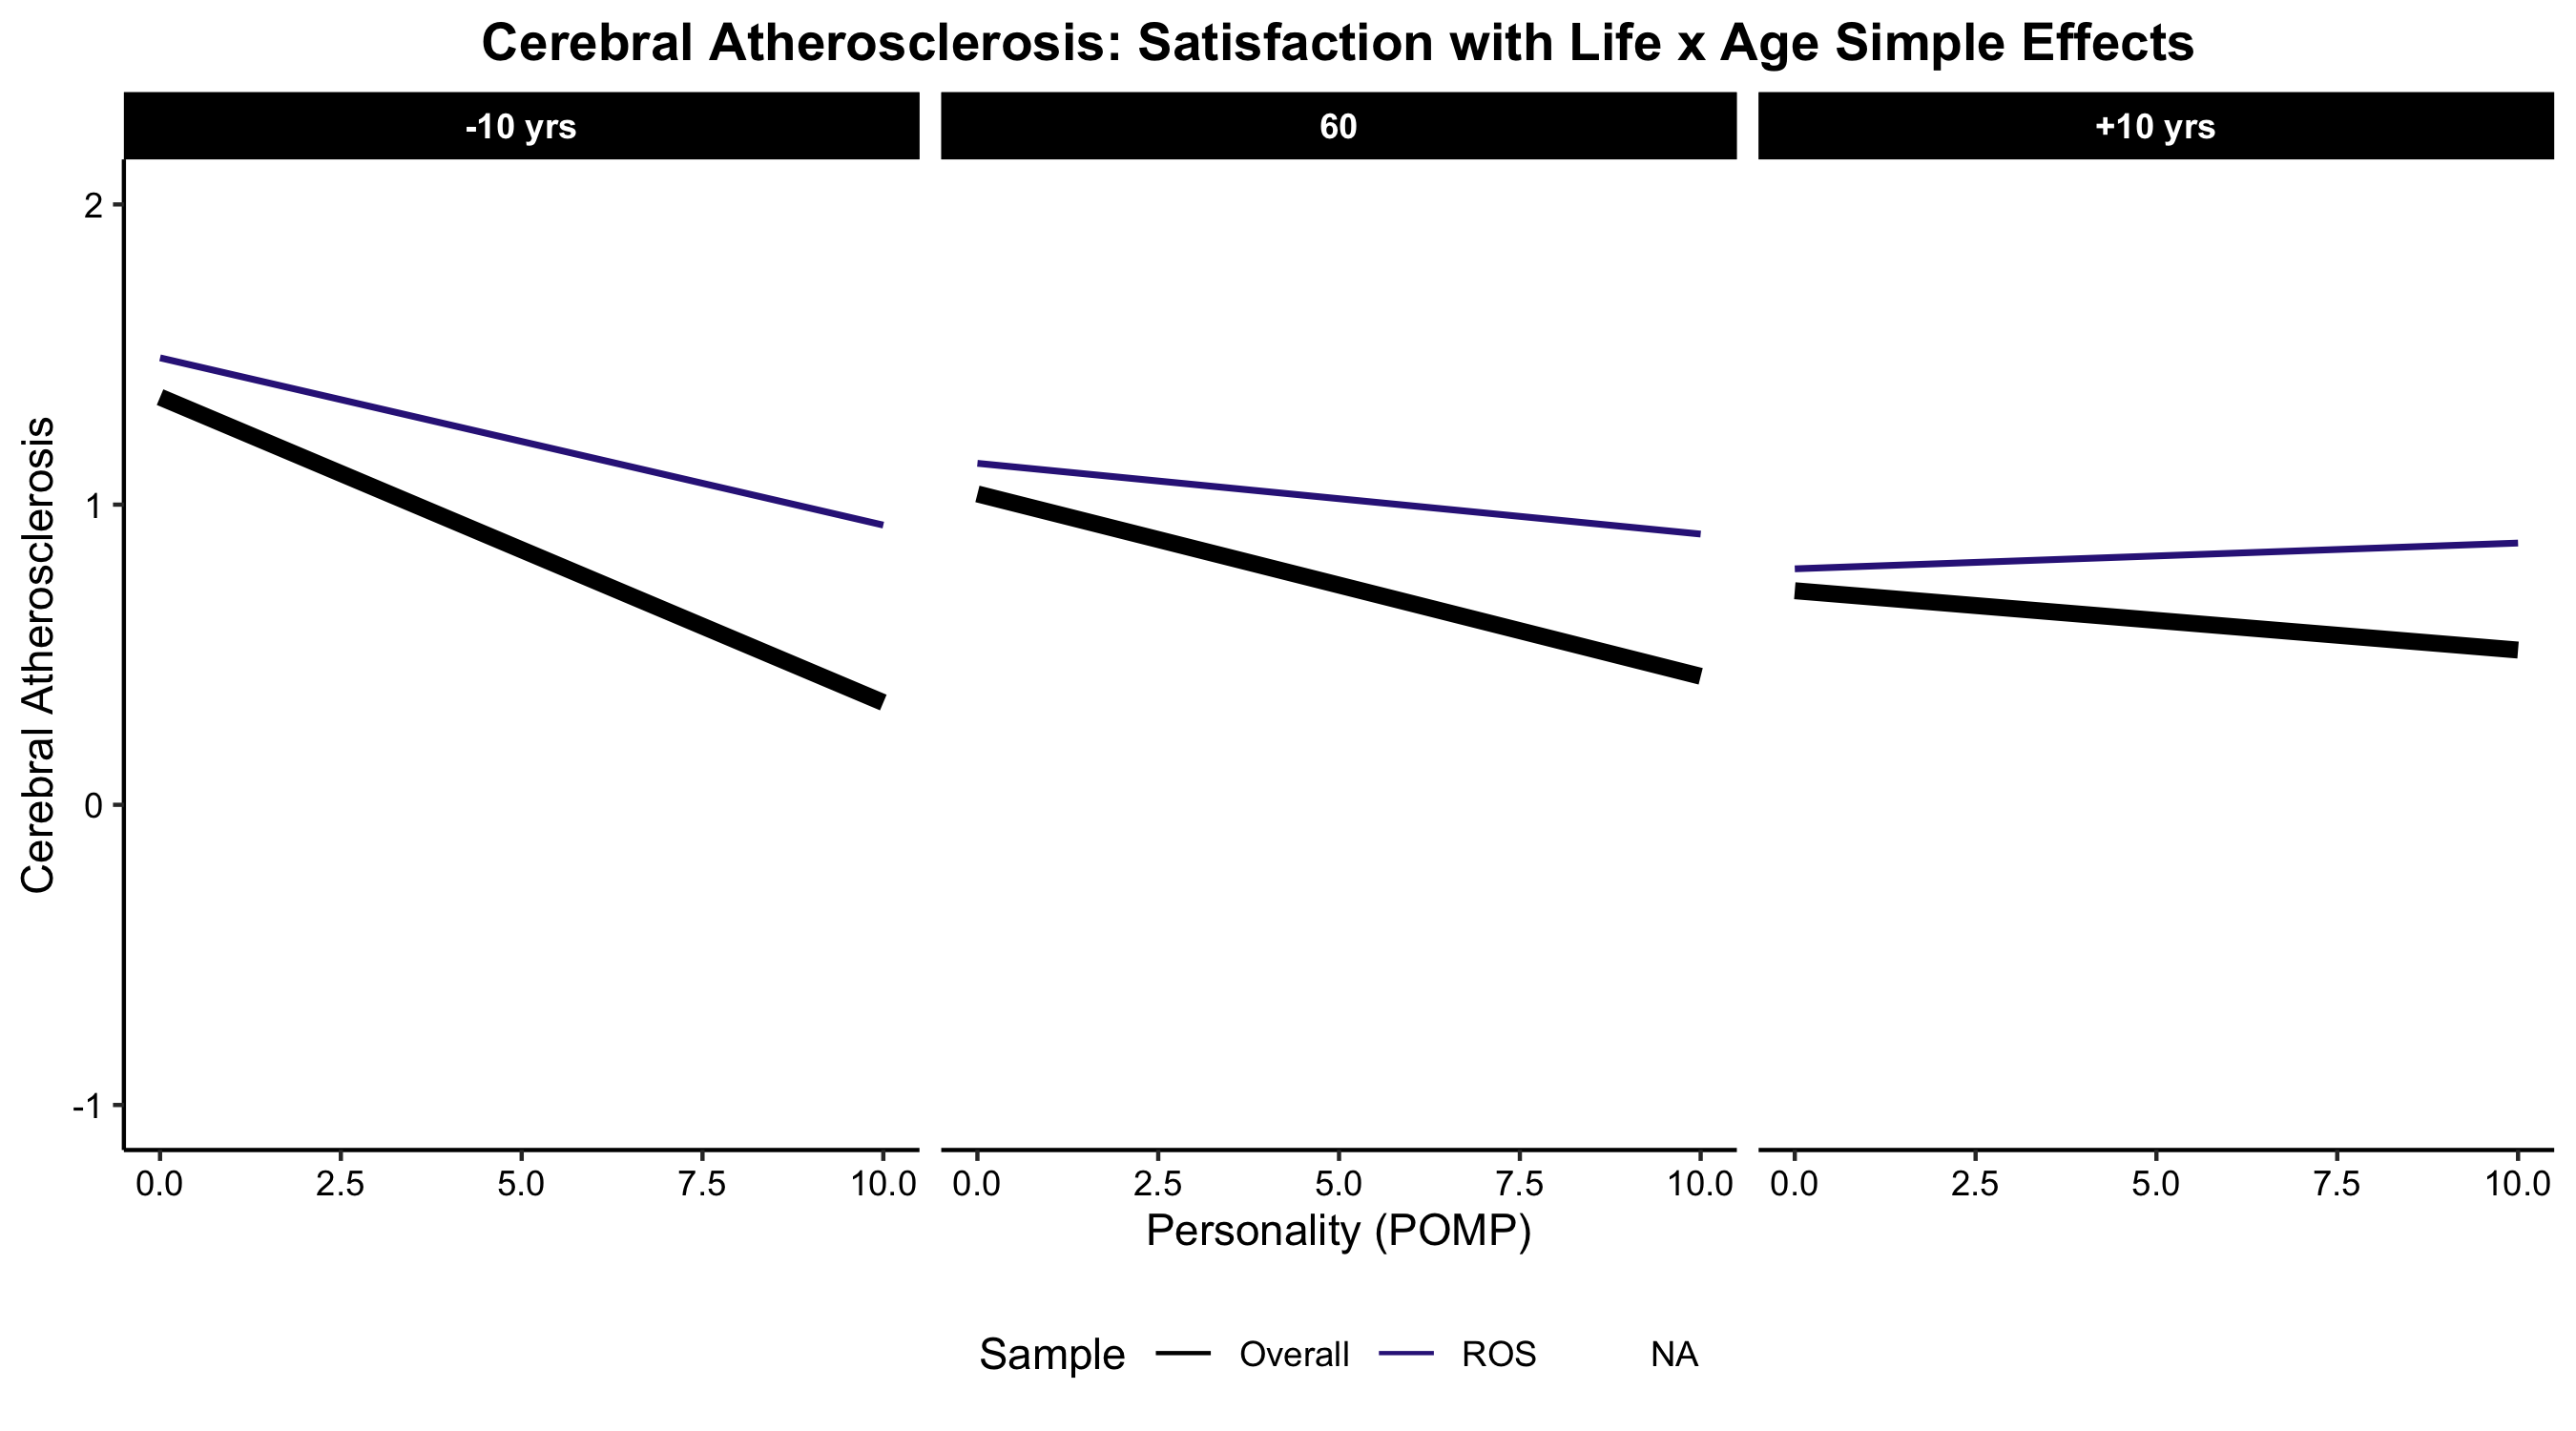 Cerebral Atherosclerosis: Satisfaction with Life x Age Simple Effects
-10 yrs
60
+10 yrs
Cerebral Atherosclerosis
2
1
0
-1
0.0 2.5 5.0 7.5 10.0
0.0 2.5 5.0 7.5 10.0
0.0 2.5 5.0 7.5 10.0
Personality (POMP)
Sample Overall ROS NA